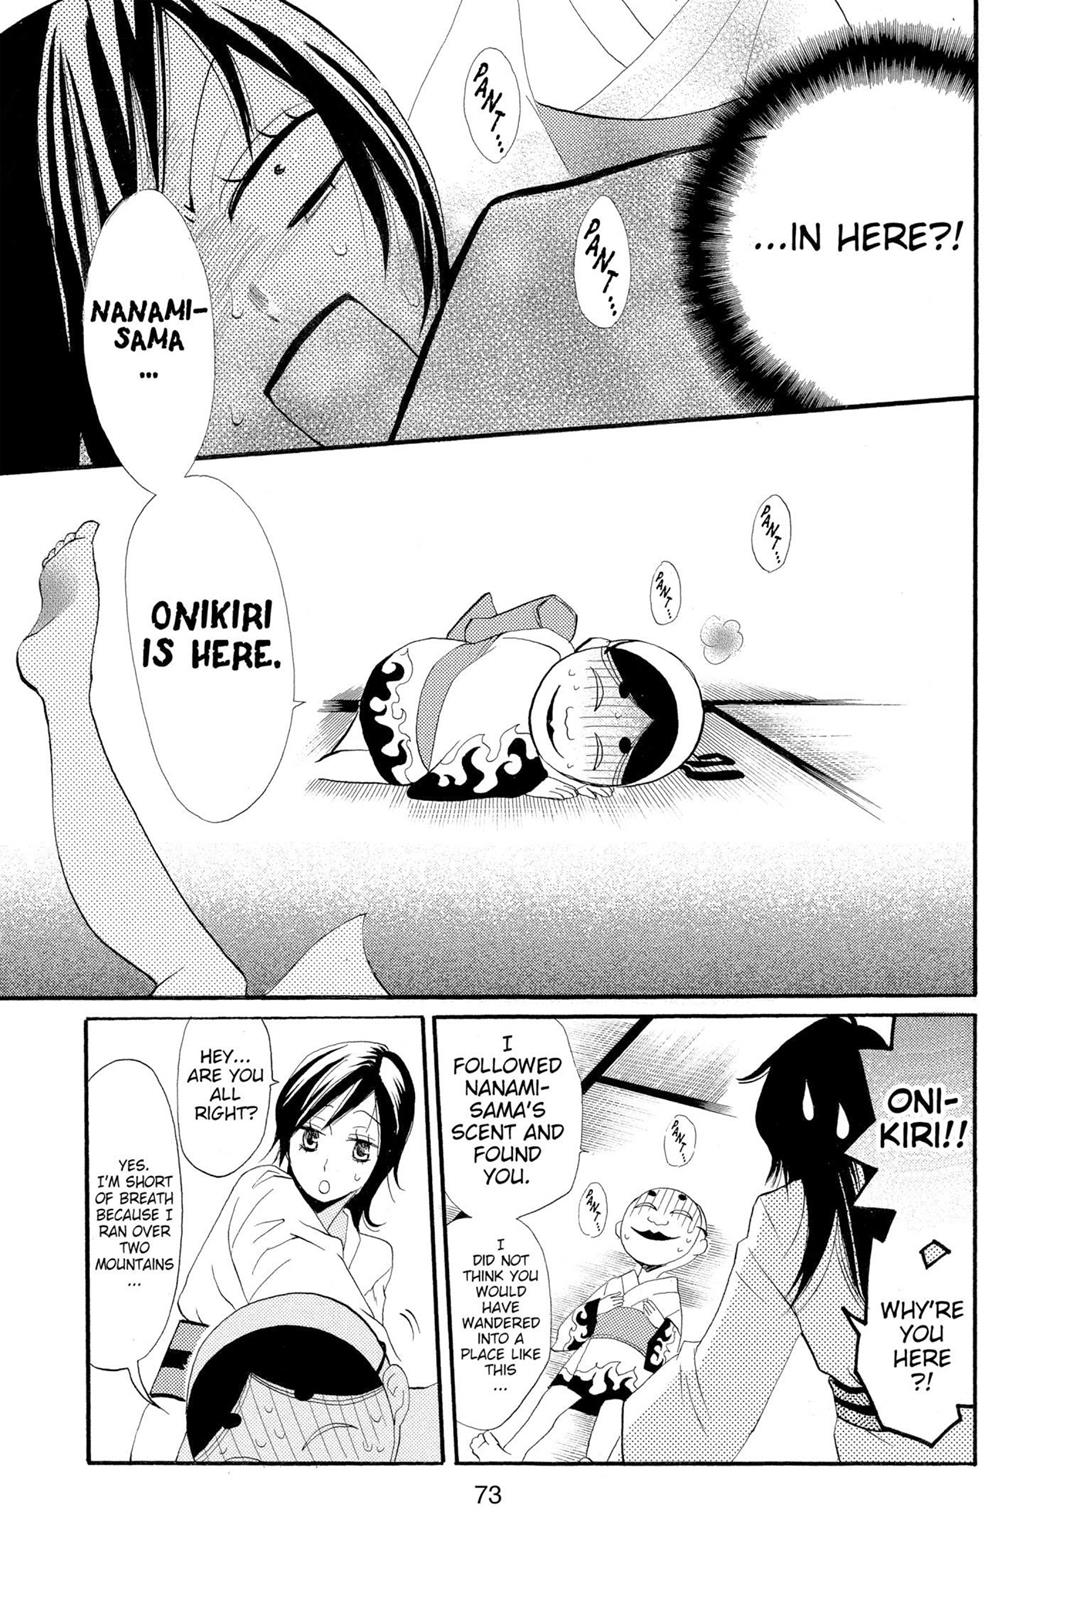 ...IN HERE?!
PANT...
PANT...
NANAMI-
SAMA
...
PANT...
PANT...
ONIKIRI
IS HERE.
ONI-
KIRI!!
WHY'RE
YOU
HERE
?!
I
FOLLOWED
NANAMI-
SAMA'S
SCENT AND
FOUND
YOU.
PANT...
PANT...
I
DID NOT
THINK YOU
WOULD
HAVE
WANDERED
INTO A
PLACE LIKE
THIS
...
HEY...
ARE YOU
ALL
RIGHT?
YES.
I'M SHORT
OF BREATH
BECAUSE I
RAN OVER
TWO
MOUNTAINS
...
73